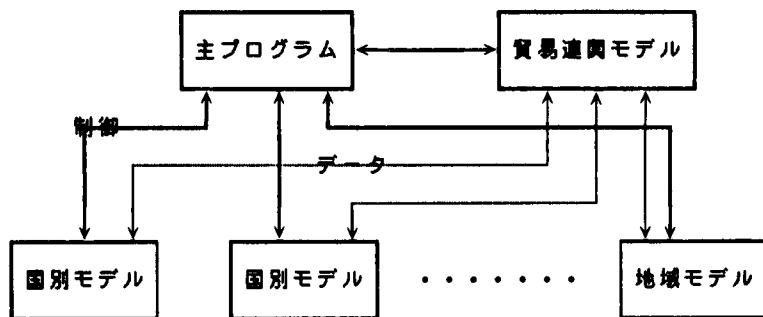 主プログラム
貿易連関モデル
制御
データ
国別モデル
国別モデル
・・・・・・・
地域モデル